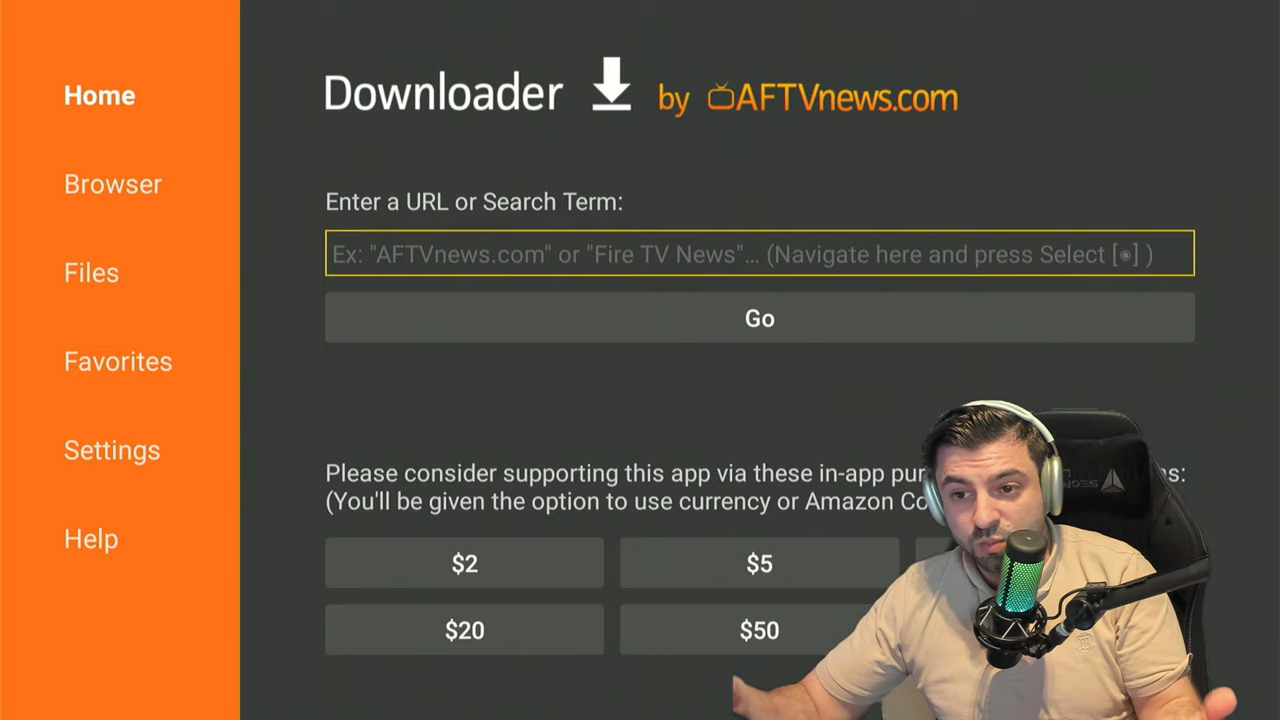 Home
Browser
Files
Favorites
Settings
Help
Downloader by AFTVnews.com
Enter a URL or Search Term:
Ex: "AFTVnews.com" or "Fire TV News"... (Navigate here and press Select [◉] )
Go
Please consider supporting this app via these in-app pur
(You'll be given the option to use currency or Amazon Co
$2
$5
$20
$50